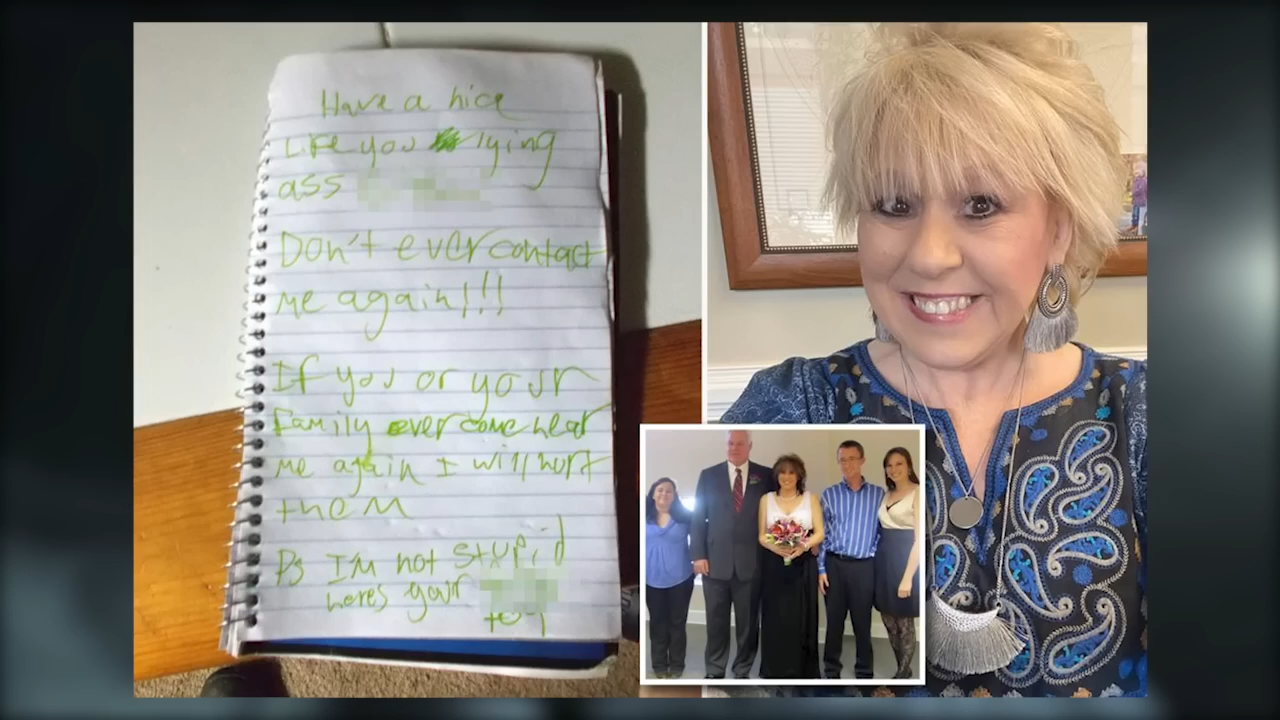 Have a nice
Life you lying
ass
Don't ever contact
me again!!!
If you or your
family ever come near
me again I will hurt
them
Ps I'm not stupid
heres your
toy